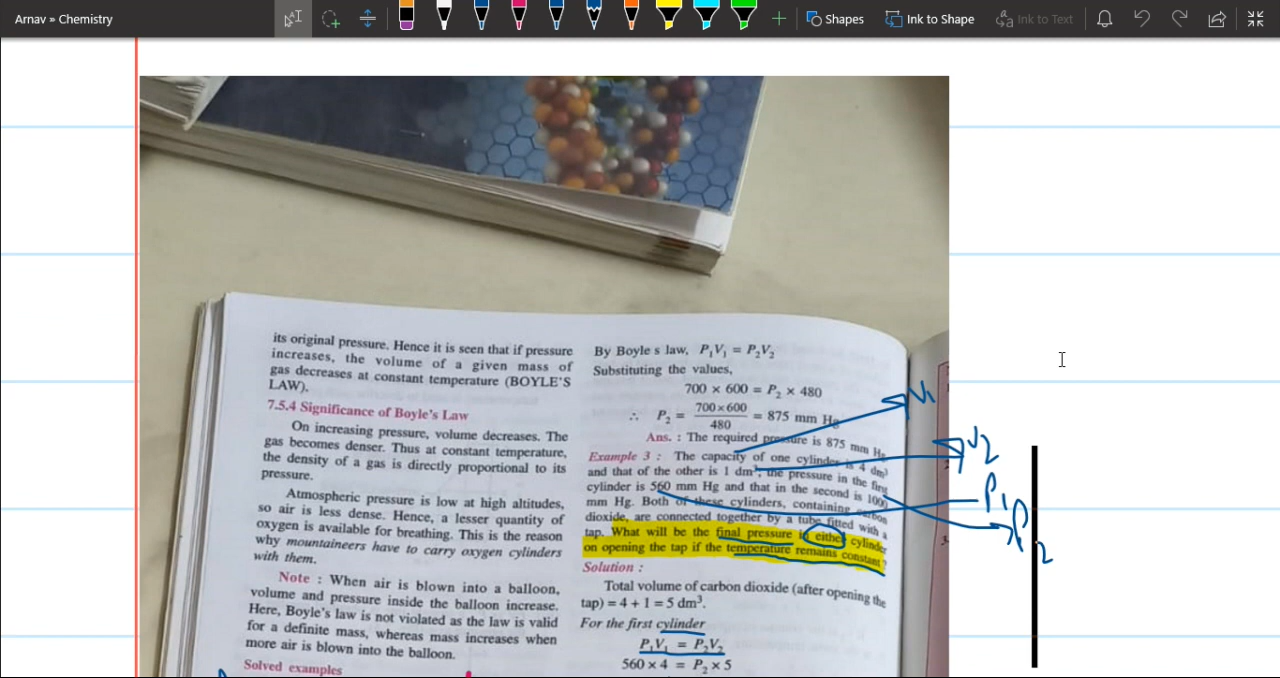 Arnav » Chemistry
Shapes
Ink to Shape
Ink to Text
its original pressure. Hence it is seen that if pressure
increases, the volume of a given mass of
gas decreases at constant temperature (BOYLE'S
LAW).
7.5.4 Significance of Boyle's Law
On increasing pressure, volume decreases. The
gas becomes denser. Thus at constant temperature,
the density of a gas is directly proportional to its
pressure.
Atmospheric pressure is low at high altitudes,
so air is less dense. Hence, a lesser quantity of
oxygen is available for breathing. This is the reason
why mountaineers have to carry oxygen cylinders
with them.
Note : When air is blown into a balloon,
volume and pressure inside the balloon increase.
Here, Boyle's law is not violated as the law is valid
for a definite mass, whereas mass increases when
more air is blown into the balloon.
Solved examples
By Boyle s law, P₁V₁ = P₂V₂
Substituting the values,
700 × 600 = P₂ × 480
∴ P₂ = 700×600 / 480 = 875 mm Hg
Ans. : The required pressure is 875 mm Hg
Example 3 : The capacity of one cylinder is 4 dm³
and that of the other is 1 dm³, the pressure in the first
cylinder is 560 mm Hg and that in the second is 1000
mm Hg. Both of these cylinders, containing carbon
dioxide, are connected together by a tube fitted with a
tap. What will be the final pressure in either cylinder
on opening the tap if the temperature remains constant?
Solution :
Total volume of carbon dioxide (after opening the
tap) = 4 + 1 = 5 dm³.
For the first cylinder
P₁V₁ = P₂V₂
560 × 4 = P₂ × 5
V₁
V₂
P₁
P₂